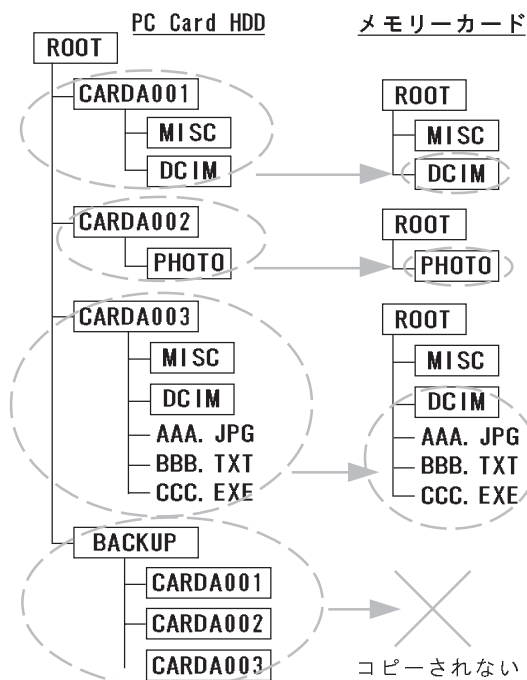 PC Card HDD
メモリーカード
ROOT
CARDA001
MISC
DCIM
ROOT
MISC
DCIM
CARDA002
PHOTO
ROOT
PHOTO
CARDA003
MISC
DCIM
AAA. JPG
BBB. TXT
CCC. EXE
ROOT
MISC
DCIM
AAA. JPG
BBB. TXT
CCC. EXE
BACKUP
CARDA001
CARDA002
CARDA003
コピーされない